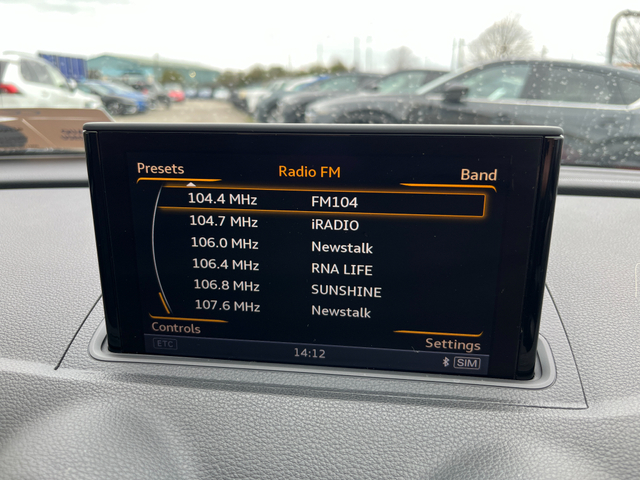 Presets Radio FM Band
104.4 MHz FM104
104.7 MHz iRADIO
106.0 MHz Newstalk
106.4 MHz RNA LIFE
106.8 MHz SUNSHINE
107.6 MHz Newstalk
Controls Settings
ETC 14:12 SIM